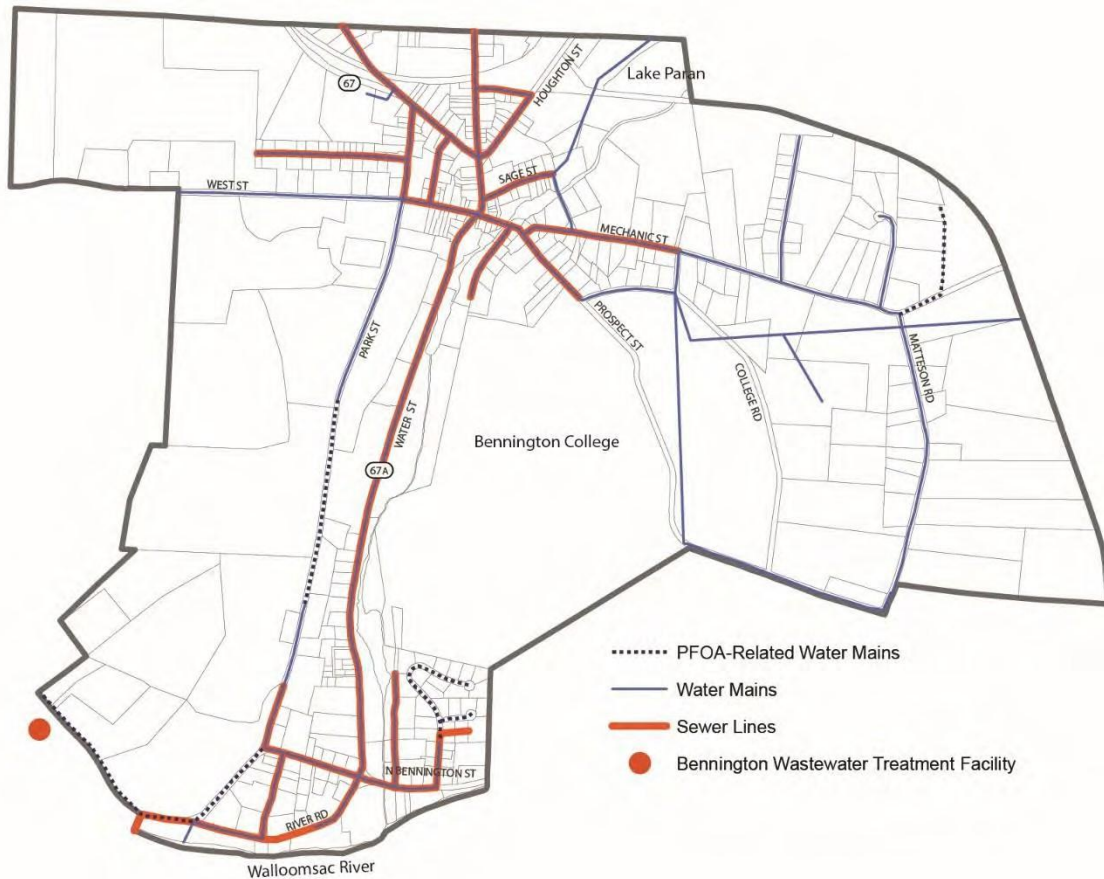 HOUGHTON ST
Lake Paran
67
SAGE ST
WEST ST
MECHANIC ST
PARK ST
PROSPECT ST
MATTESON RD
COLLEGE RD
WATER ST
Bennington College
67A
PFOA-Related Water Mains
Water Mains
Sewer Lines
Bennington Wastewater Treatment Facility
N BENNINGTON ST
RIVER RD
Walloomsac River